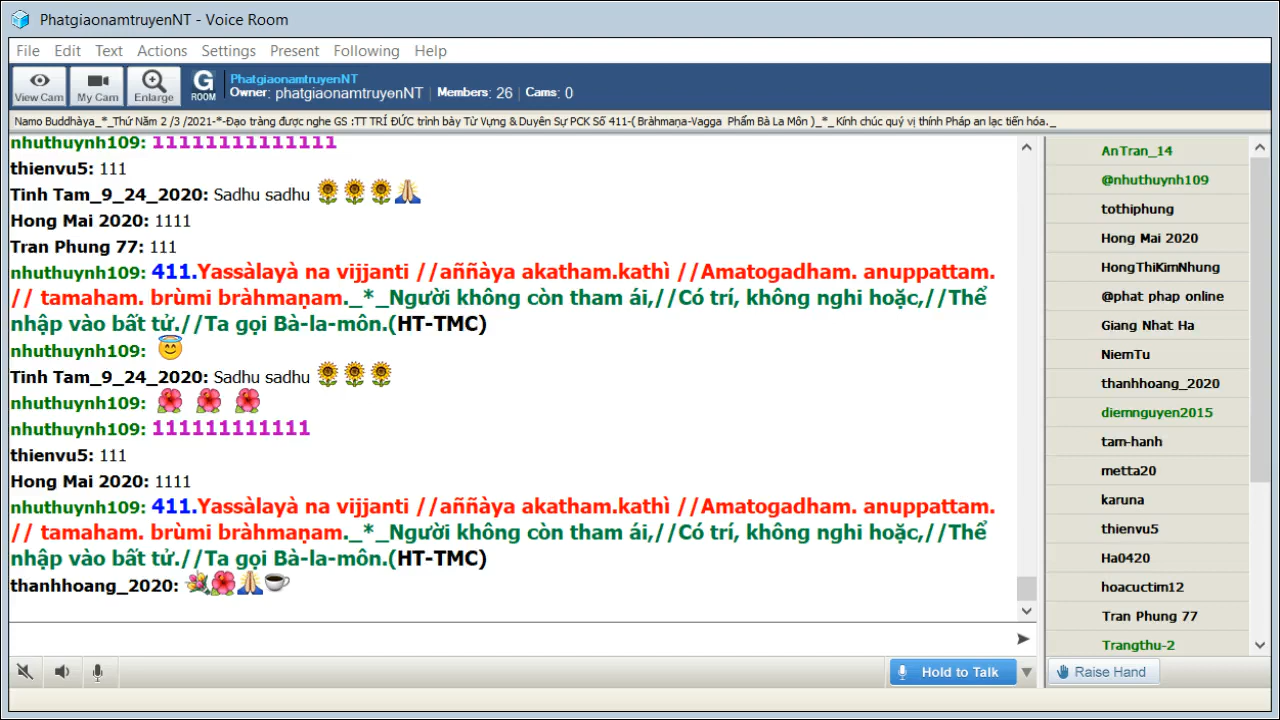 PhatgiaonamtruyenNT - Voice Room
File Edit Text Actions Settings Present Following Help
View Cam My Cam Enlarge G ROOM
PhatgiaonamtruyenNT
Owner: phatgiaonamtruyenNT | Members: 26 | Cams: 0
Namo Buddhàya_*_Thứ Năm 2 /3 /2021-*-Đạo tràng được nghe GS :TT TRÍ ĐỨC trình bày Từ Vựng & Duyên Sự PCK Số 411-( Bràhmaṇa-Vagga Phẩm Bà La Môn )_*_ Kính chúc quý vị thính Pháp an lạc tiến hóa._
nhuthuynh109: 11111111111111
thienvu5: 111
Tinh Tam_9_24_2020: Sadhu sadhu 🌻🌻🌻🙏
Hong Mai 2020: 1111
Tran Phung 77: 111
nhuthuynh109: 411.Yassàlayà na vijjanti //aññàya akatham.kathì //Amatogadham. anuppattam.
// tamaham. brùmi bràhmaṇam._*_Người không còn tham ái,//Có trí, không nghi hoặc,//Thể
nhập vào bất tử.//Ta gọi Bà-la-môn.(HT-TMC)
nhuthuynh109: 😇
Tinh Tam_9_24_2020: Sadhu sadhu 🌻🌻🌻
nhuthuynh109: 🌺 🌺 🌺
nhuthuynh109: 111111111111
thienvu5: 111
Hong Mai 2020: 1111
nhuthuynh109: 411.Yassàlayà na vijjanti //aññàya akatham.kathì //Amatogadham. anuppattam.
// tamaham. brùmi bràhmaṇam._*_Người không còn tham ái,//Có trí, không nghi hoặc,//Thể
nhập vào bất tử.//Ta gọi Bà-la-môn.(HT-TMC)
thanhhoang_2020: 💐🌺🙏☕
AnTran_14
@nhuthuynh109
tothiphung
Hong Mai 2020
HongThiKimNhung
@phat phap online
Giang Nhat Ha
NiemTu
thanhhoang_2020
diemnguyen2015
tam-hanh
metta20
karuna
thienvu5
Ha0420
hoacuctim12
Tran Phung 77
Trangthu-2
Hold to Talk
Raise Hand